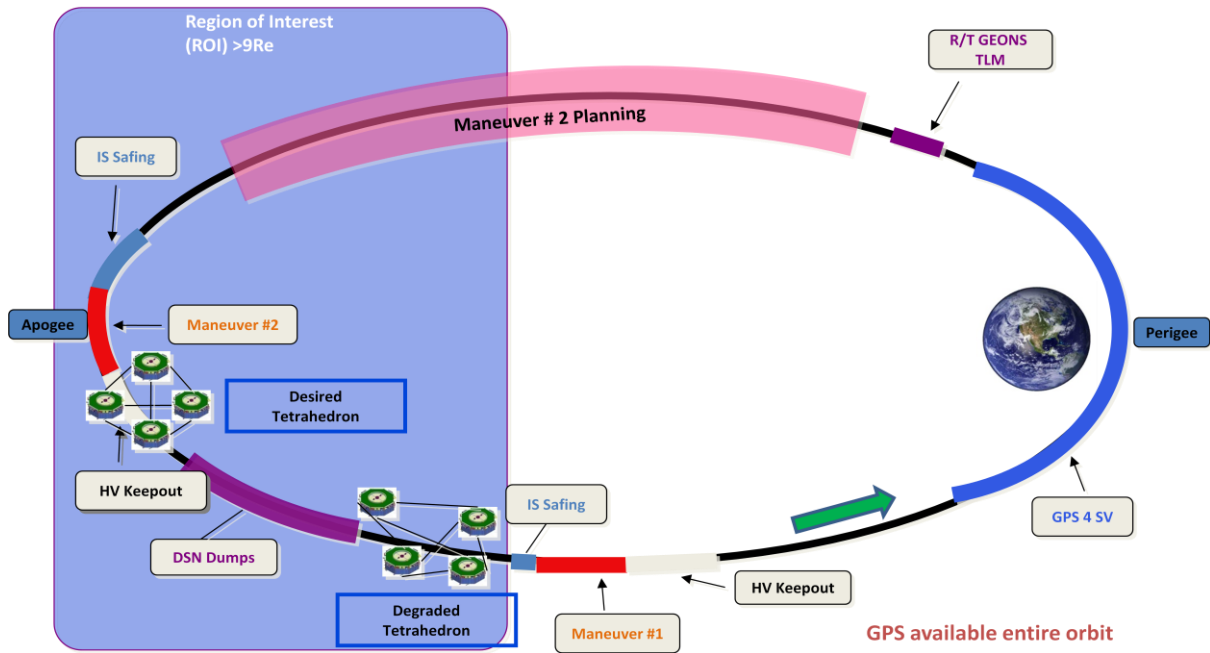 Region of Interest
(ROI) >9Re
R/T GEONS
TLM
Maneuver # 2 Planning
IS Safing
Apogee
Maneuver #2
Perigee
Desired
Tetrahedron
HV Keepout
IS Safing
GPS 4 SV
DSN Dumps
HV Keepout
Degraded
Tetrahedron
Maneuver #1
GPS available entire orbit